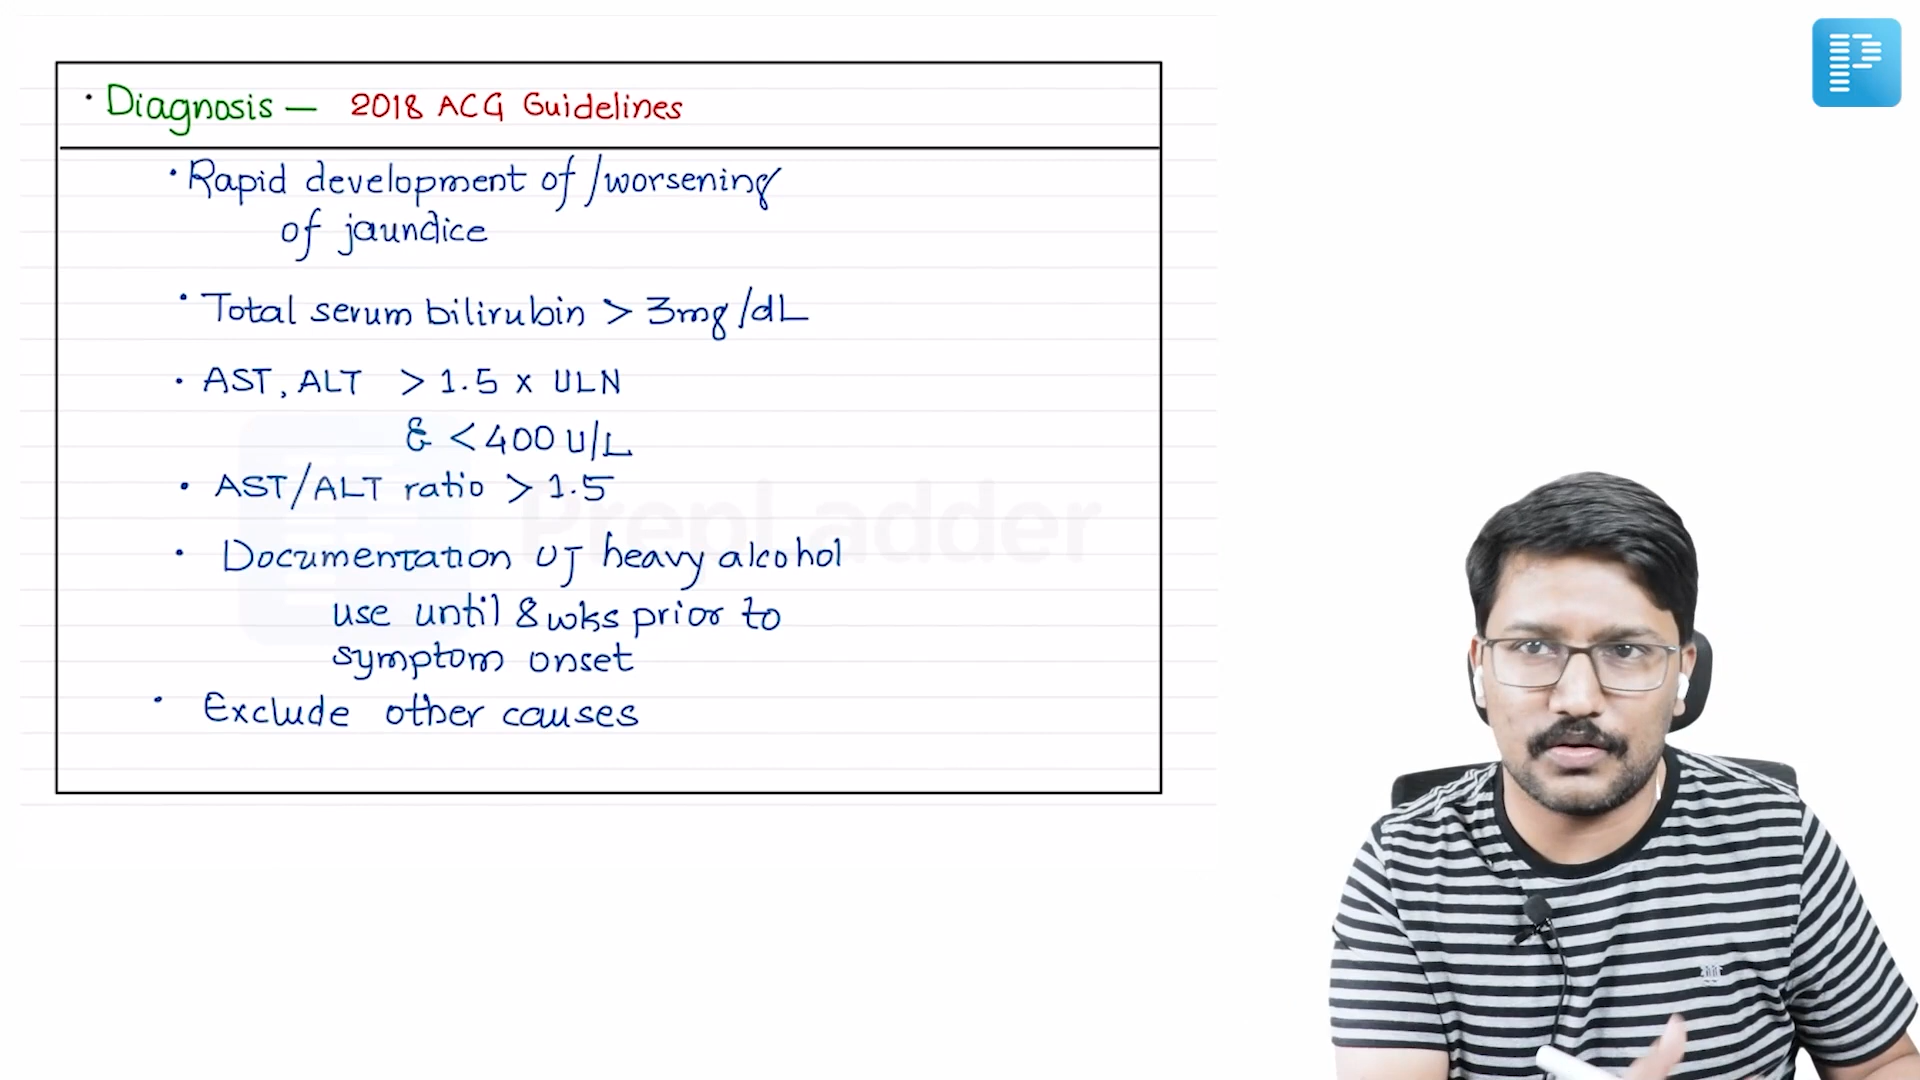 • Diagnosis — 2018 ACG Guidelines
• Rapid development of /worsening
of jaundice
• Total serum bilirubin > 3mg/dL
• AST, ALT > 1.5 x ULN
& < 400 U/L
• AST/ALT ratio > 1.5
PrepLadder
• Documentation of heavy alcohol
use until 8 wks prior to
symptom onset
• Exclude other causes